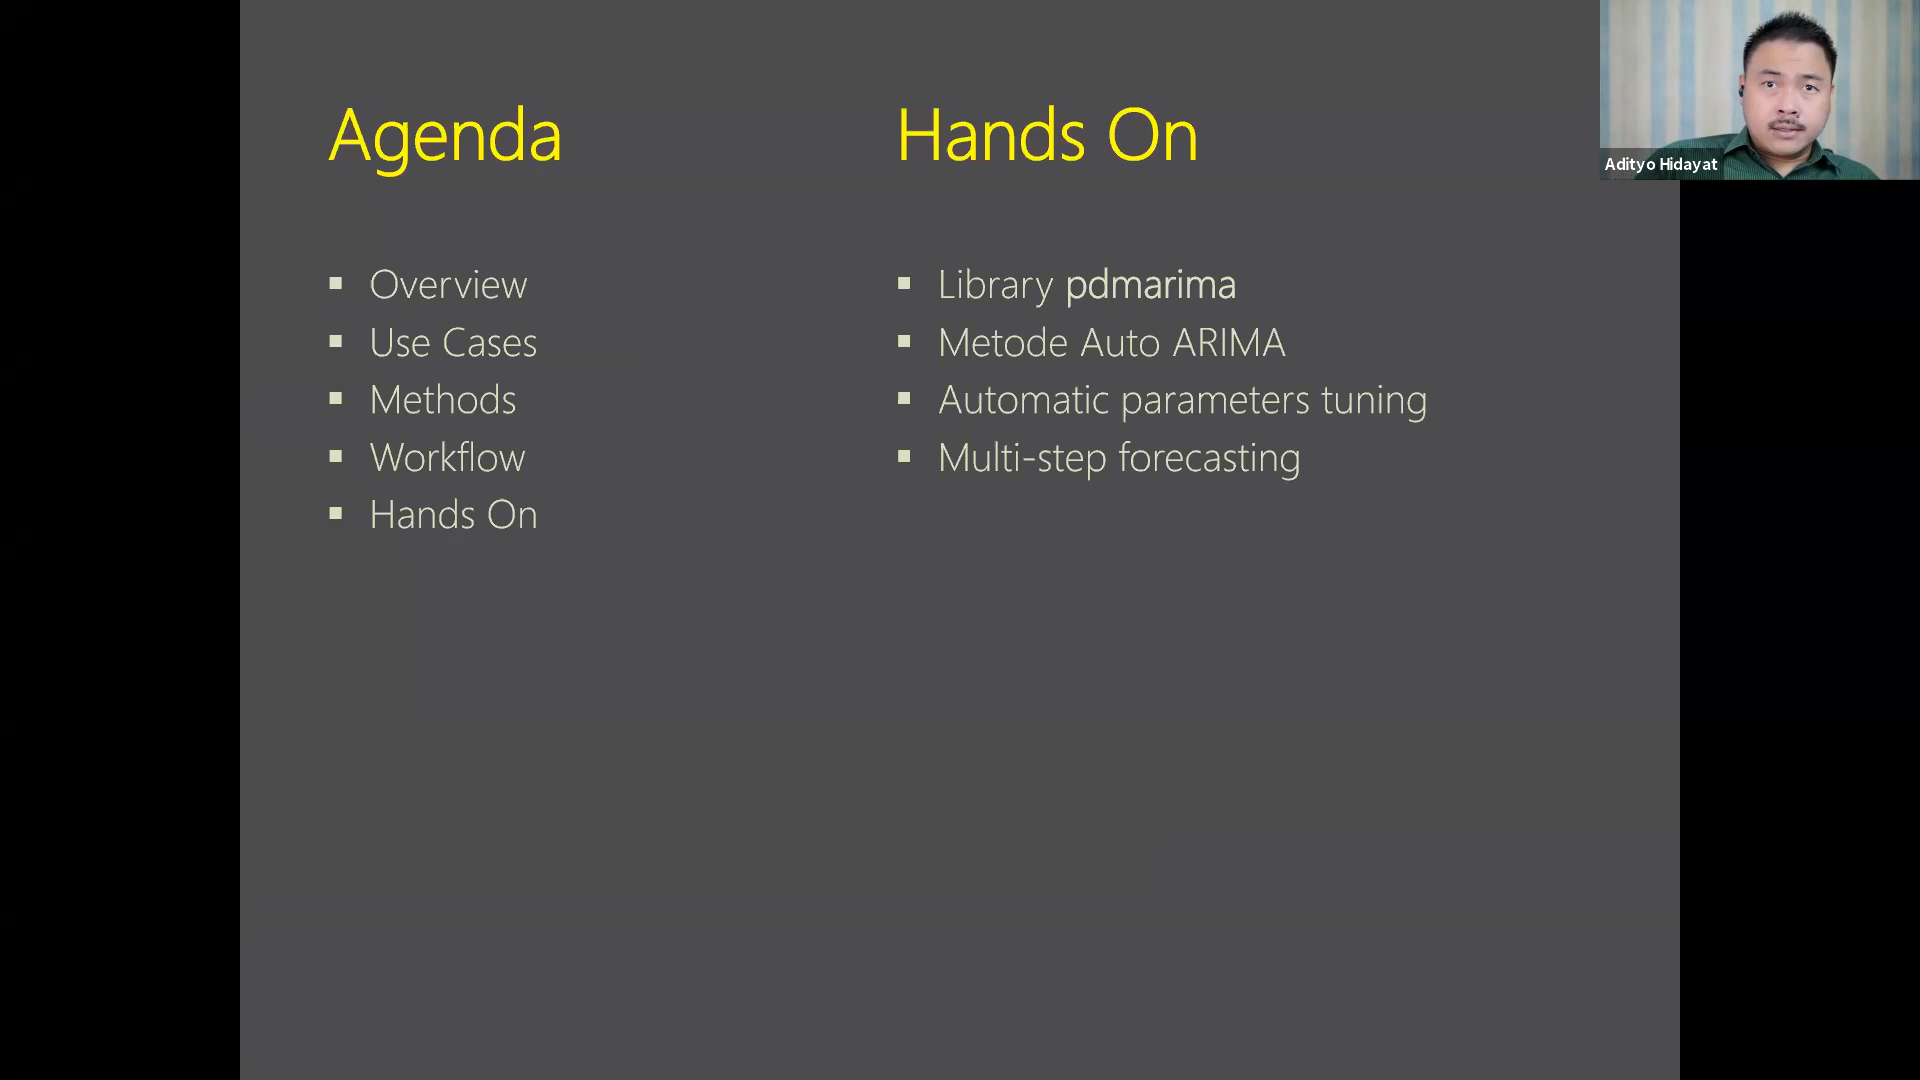 Agenda
Overview
Use Cases
Methods
Workflow
Hands On
Hands On
Library pdmarima
Metode Auto ARIMA
Automatic parameters tuning
Multi-step forecasting
Adityo Hidayat